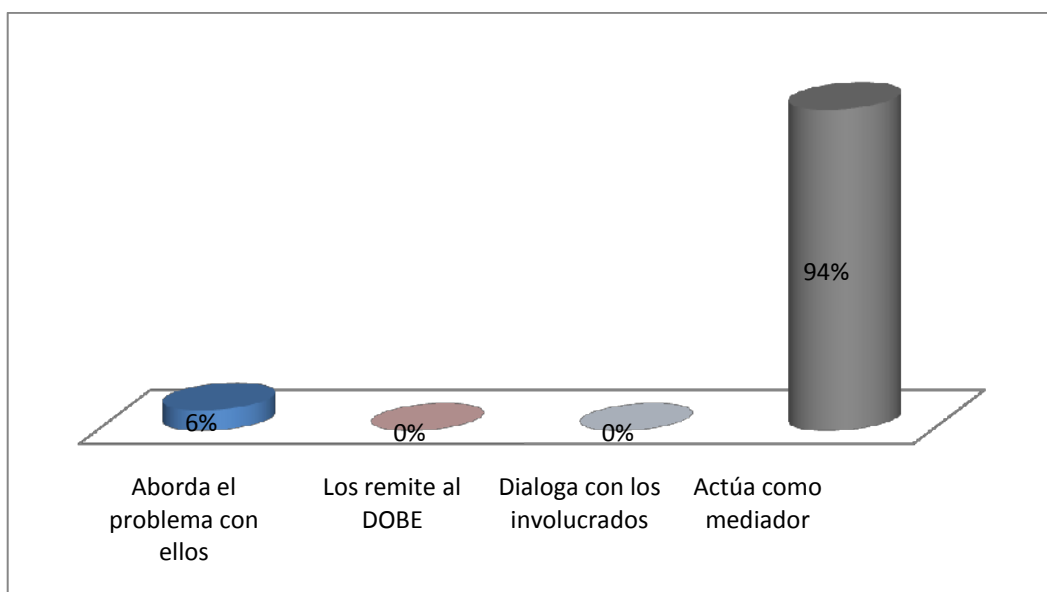 94%
6%
0%
0%
Aborda el
problema con
ellos
Los remite al
DOBE
Dialoga con los
involucrados
Actúa como
mediador